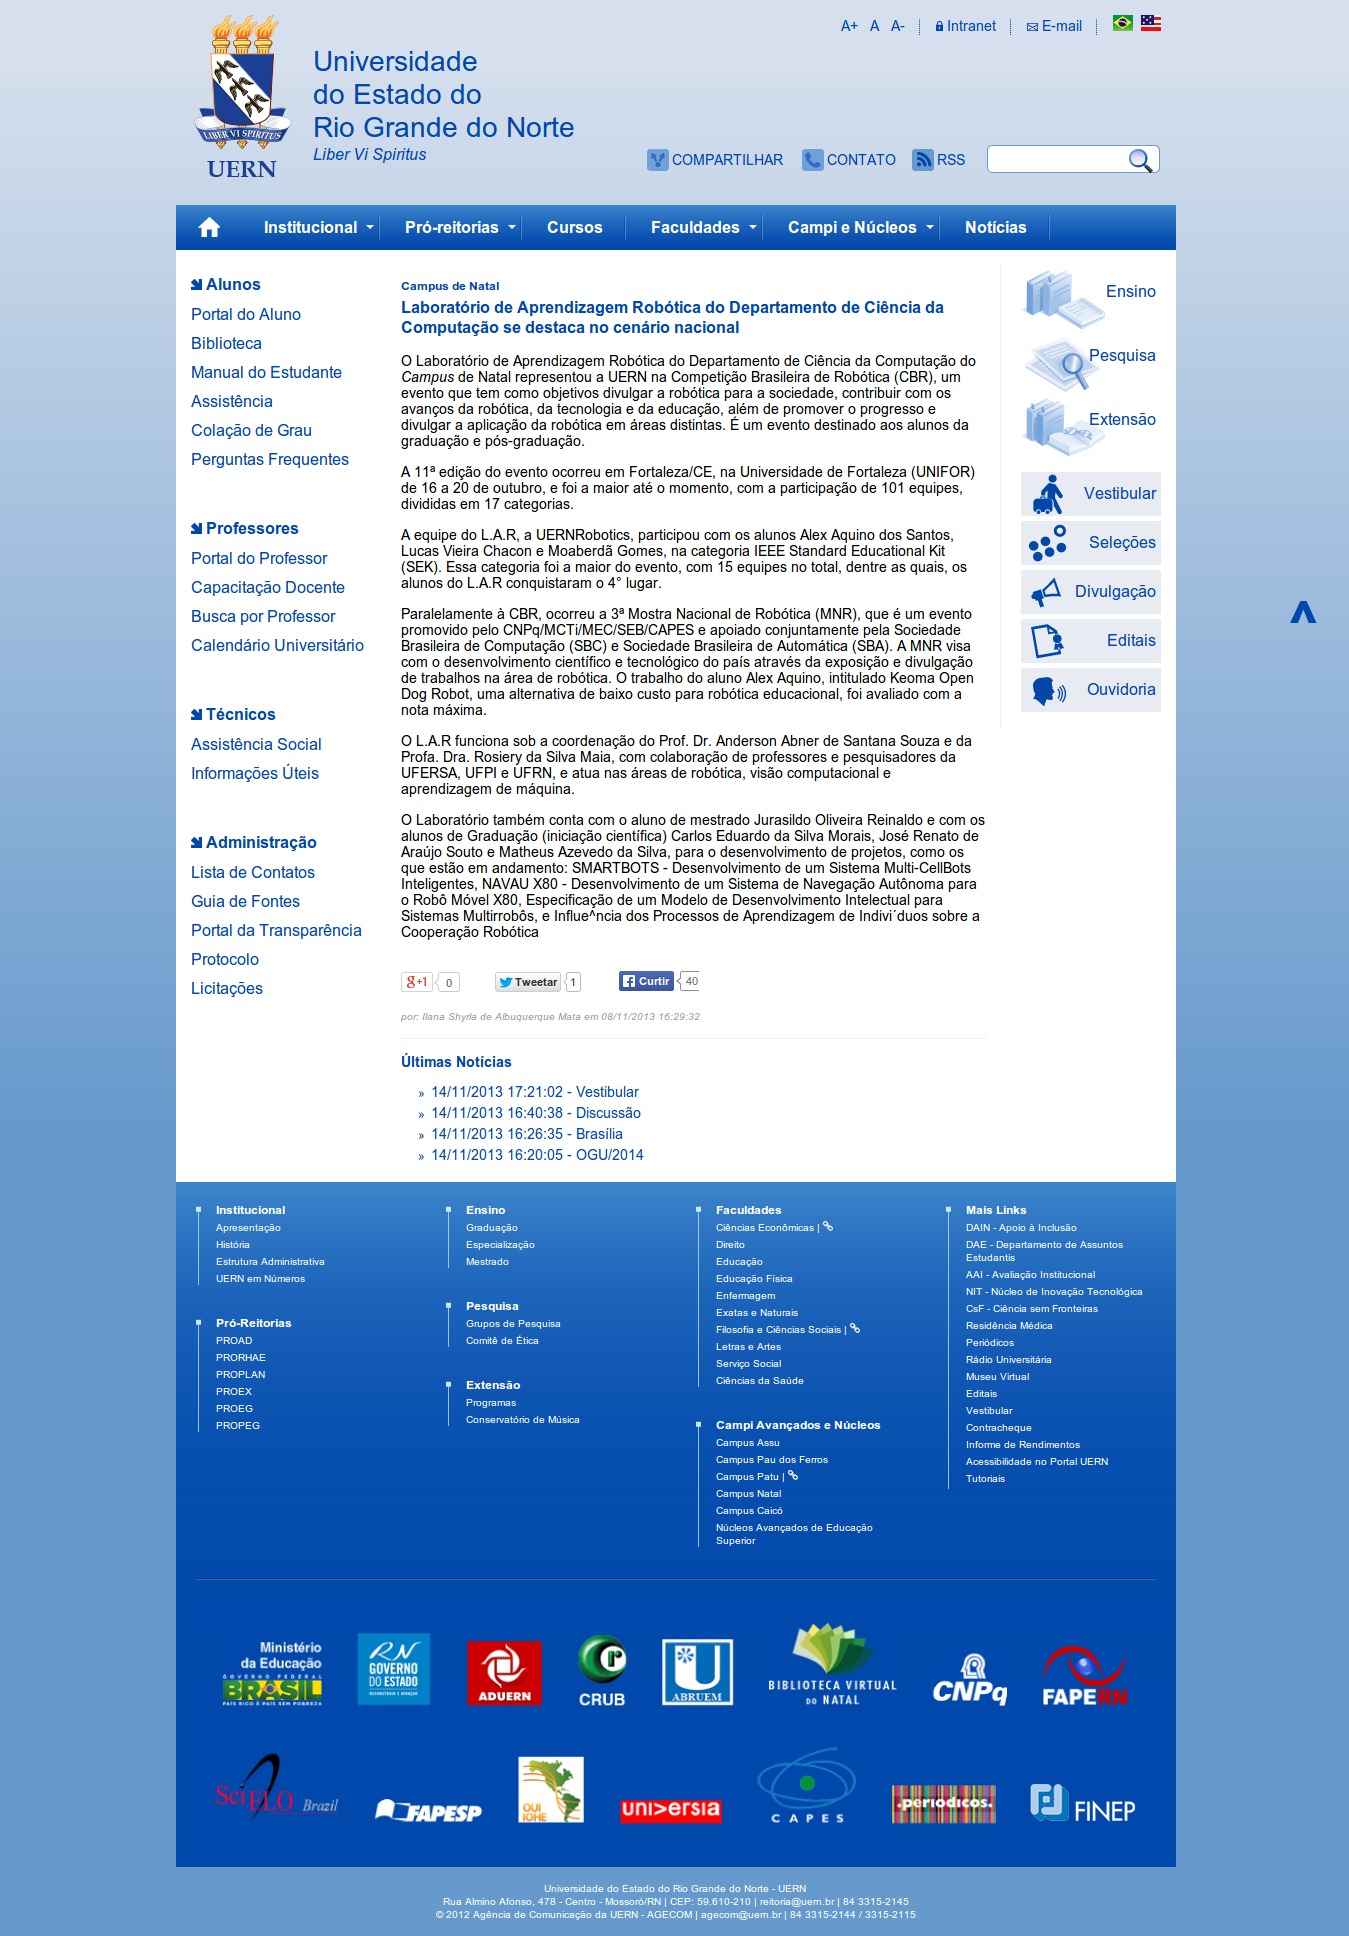 A+ A A- Intranet E-mail
Universidade
do Estado do
Rio Grande do Norte
Liber Vi Spiritus
LIBER VI SPIRITUS
UERN
COMPARTILHAR CONTATO RSS
Institucional Pró-reitorias Cursos Faculdades Campi e Núcleos Notícias
Alunos
Portal do Aluno
Biblioteca
Manual do Estudante
Assistência
Colação de Grau
Perguntas Frequentes
Professores
Portal do Professor
Capacitação Docente
Busca por Professor
Calendário Universitário
Técnicos
Assistência Social
Informações Úteis
Administração
Lista de Contatos
Guia de Fontes
Portal da Transparência
Protocolo
Licitações
Campus de Natal
Laboratório de Aprendizagem Robótica do Departamento de Ciência da
Computação se destaca no cenário nacional
O Laboratório de Aprendizagem Robótica do Departamento de Ciência da Computação do
Campus de Natal representou a UERN na Competição Brasileira de Robótica (CBR), um
evento que tem como objetivos divulgar a robótica para a sociedade, contribuir com os
avanços da robótica, da tecnologia e da educação, além de promover o progresso e
divulgar a aplicação da robótica em áreas distintas. É um evento destinado aos alunos da
graduação e pós-graduação.
A 11ª edição do evento ocorreu em Fortaleza/CE, na Universidade de Fortaleza (UNIFOR)
de 16 a 20 de outubro, e foi a maior até o momento, com a participação de 101 equipes,
divididas em 17 categorias.
A equipe do L.A.R, a UERNRobotics, participou com os alunos Alex Aquino dos Santos,
Lucas Vieira Chacon e Moaberdã Gomes, na categoria IEEE Standard Educational Kit
(SEK). Essa categoria foi a maior do evento, com 15 equipes no total, dentre as quais, os
alunos do L.A.R conquistaram o 4° lugar.
Paralelamente à CBR, ocorreu a 3ª Mostra Nacional de Robótica (MNR), que é um evento
promovido pelo CNPq/MCTi/MEC/SEB/CAPES e apoiado conjuntamente pela Sociedade
Brasileira de Computação (SBC) e Sociedade Brasileira de Automática (SBA). A MNR visa
com o desenvolvimento científico e tecnológico do país através da exposição e divulgação
de trabalhos na área de robótica. O trabalho do aluno Alex Aquino, intitulado Keoma Open
Dog Robot, uma alternativa de baixo custo para robótica educacional, foi avaliado com a
nota máxima.
O L.A.R funciona sob a coordenação do Prof. Dr. Anderson Abner de Santana Souza e da
Profa. Dra. Rosiery da Silva Maia, com colaboração de professores e pesquisadores da
UFERSA, UFPI e UFRN, e atua nas áreas de robótica, visão computacional e
aprendizagem de máquina.
O Laboratório também conta com o aluno de mestrado Jurasildo Oliveira Reinaldo e com os
alunos de Graduação (iniciação científica) Carlos Eduardo da Silva Morais, José Renato de
Araújo Souto e Matheus Azevedo da Silva, para o desenvolvimento de projetos, como os
que estão em andamento: SMARTBOTS - Desenvolvimento de um Sistema Multi-CellBots
Inteligentes, NAVAU X80 - Desenvolvimento de um Sistema de Navegação Autônoma para
o Robô Móvel X80, Especificação de um Modelo de Desenvolvimento Intelectual para
Sistemas Multirrobôs, e Influe^ncia dos Processos de Aprendizagem de Indivi´duos sobre a
Cooperação Robótica
g+1 0 Tweetar 1 Curtir 40
por: Ilana Shyrla de Albuquerque Mata em 08/11/2013 16:29:32
Últimas Notícias
» 14/11/2013 17:21:02 - Vestibular
» 14/11/2013 16:40:38 - Discussão
» 14/11/2013 16:26:35 - Brasília
» 14/11/2013 16:20:05 - OGU/2014
Ensino
Pesquisa
Extensão
Vestibular
Seleções
Divulgação
Editais
Ouvidoria
Institucional
Apresentação
História
Estrutura Administrativa
UERN em Números
Pró-Reitorias
PROAD
PRORHAE
PROPLAN
PROEX
PROEG
PROPEG
Ensino
Graduação
Especialização
Mestrado
Pesquisa
Grupos de Pesquisa
Comitê de Ética
Extensão
Programas
Conservatório de Música
Faculdades
Ciências Econômicas |
Direito
Educação
Educação Física
Enfermagem
Exatas e Naturais
Filosofia e Ciências Sociais |
Letras e Artes
Serviço Social
Ciências da Saúde
Campi Avançados e Núcleos
Campus Assu
Campus Pau dos Ferros
Campus Patu |
Campus Natal
Campus Caicó
Núcleos Avançados de Educação
Superior
Mais Links
DAIN - Apoio à Inclusão
DAE - Departamento de Assuntos
Estudantis
AAI - Avaliação Institucional
NIT - Núcleo de Inovação Tecnológica
CsF - Ciência sem Fronteiras
Residência Médica
Periódicos
Rádio Universitária
Museu Virtual
Editais
Vestibular
Contracheque
Informe de Rendimentos
Acessibilidade no Portal UERN
Tutoriais
Ministério
da Educação
GOVERNO FEDERAL
BRASIL
PAÍS RICO É PAÍS SEM POBREZA
RN
GOVERNO
DO ESTADO
RECONSTRUIR E AVANÇAR
ADUERN
CRUB
ABRUEM
BIBLIOTECA VIRTUAL
DO NATAL
CNPq
FAPERN
SciELO Brazil
FAPESP
OUI
IOHE
universia
CAPES
.periodicos.
FINEP
Universidade do Estado do Rio Grande do Norte - UERN
Rua Almino Afonso, 478 - Centro - Mossoró/RN | CEP: 59.610-210 | reitoria@uern.br | 84 3315-2145
© 2012 Agência de Comunicação da UERN - AGECOM | agecom@uern.br | 84 3315-2144 / 3315-2115